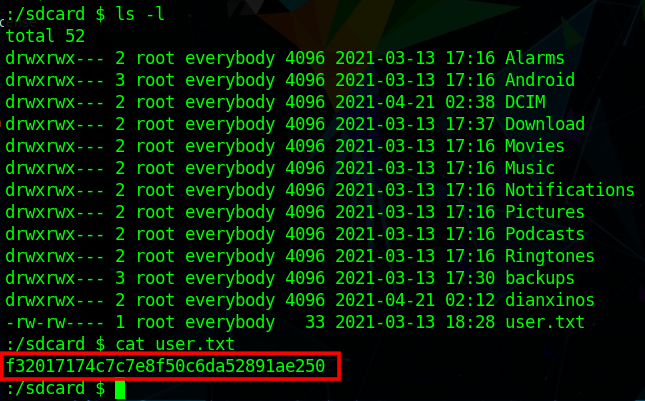 :/sdcard $ ls -l
total 52
drwxrwx--- 2 root everybody 4096 2021-03-13 17:16 Alarms
drwxrwx--- 3 root everybody 4096 2021-03-13 17:16 Android
drwxrwx--- 2 root everybody 4096 2021-04-21 02:38 DCIM
drwxrwx--- 2 root everybody 4096 2021-03-13 17:37 Download
drwxrwx--- 2 root everybody 4096 2021-03-13 17:16 Movies
drwxrwx--- 2 root everybody 4096 2021-03-13 17:16 Music
drwxrwx--- 2 root everybody 4096 2021-03-13 17:16 Notifications
drwxrwx--- 2 root everybody 4096 2021-03-13 17:16 Pictures
drwxrwx--- 2 root everybody 4096 2021-03-13 17:16 Podcasts
drwxrwx--- 2 root everybody 4096 2021-03-13 17:16 Ringtones
drwxrwx--- 3 root everybody 4096 2021-03-13 17:30 backups
drwxrwx--- 2 root everybody 4096 2021-04-21 02:12 dianxinos
-rw-rw---- 1 root everybody   33 2021-03-13 18:28 user.txt
:/sdcard $ cat user.txt
f32017174c7c7e8f50c6da52891ae250
:/sdcard $